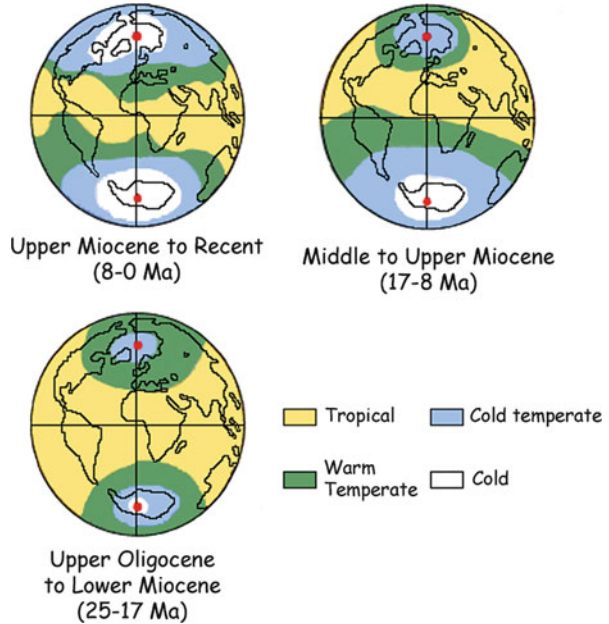 Upper Miocene to Recent
(8-0 Ma)
Middle to Upper Miocene
(17-8 Ma)
Upper Oligocene
to Lower Miocene
(25-17 Ma)
Tropical
Cold temperate
Warm
Temperate
Cold